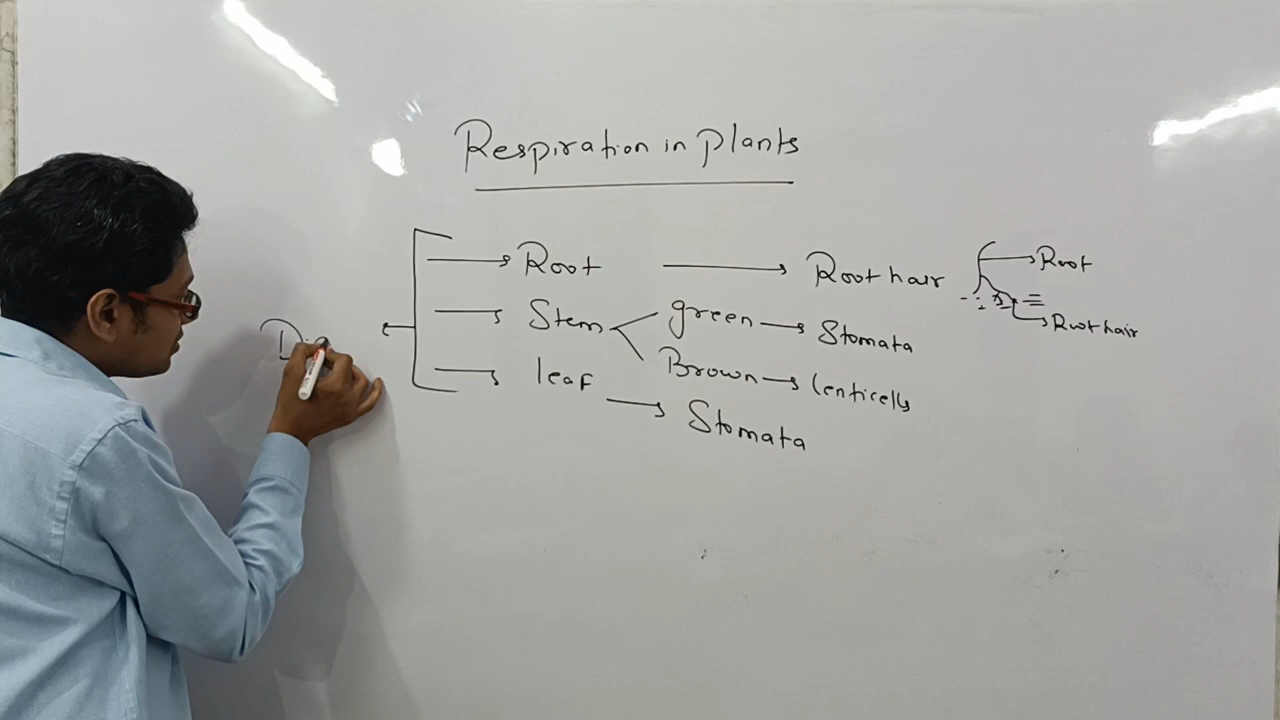 Respiration in plants
Root Root hair Root
Root hair
Stem green Stomata
Brown lenticells
leaf Stomata
D